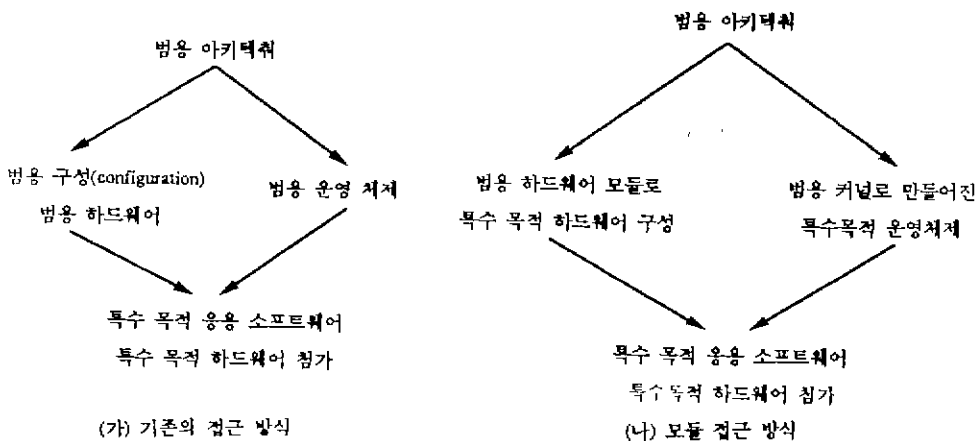 범용 아키텍춰
범용 구성(configuration)
범용 하드웨어
범용 운영 체제
특수 목적 응용 소프트웨어
특수 목적 하드웨어 첨가
(가) 기존의 접근 방식
범용 아키텍춰
범용 하드웨어 모듈로
특수 목적 하드웨어 구성
범용 커널로 만들어진
특수목적 운영체제
특수 목적 응용 소프트웨어
특수목적 하드웨어 첨가
(나) 모듈 접근 방식